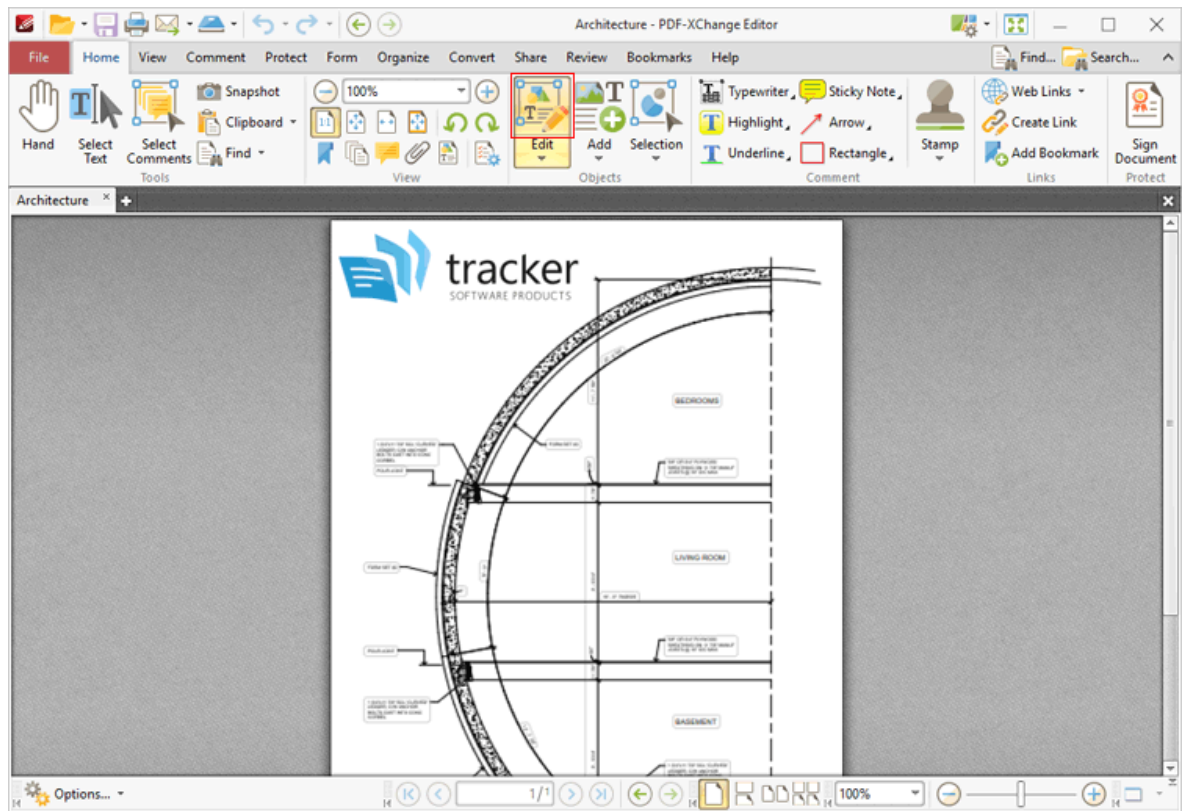 Architecture - PDF-XChange Editor
File Home View Comment Protect Form Organize Convert Share Review Bookmarks Help Find... Search...
Hand
Select Text
Select Comments
Snapshot
Clipboard
Find
Tools
100%
1:1
View
Edit
Add
Selection
Objects
Typewriter
Highlight
Underline
Sticky Note
Arrow
Rectangle
Stamp
Comment
Web Links
Create Link
Add Bookmark
Links
Sign Document
Protect
Architecture
tracker
SOFTWARE PRODUCTS
BEDROOMS
LIVING ROOM
BASEMENT
Options... 1/1 100%